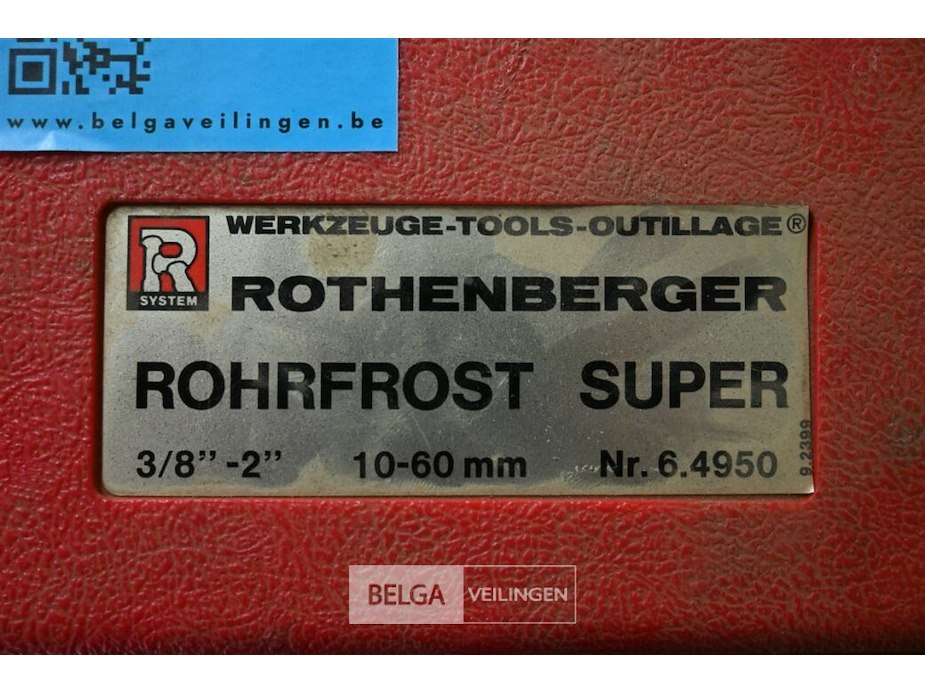 www.belgaveilingen.be
WERKZEUGE-TOOLS-OUTILLAGE®
R
SYSTEM
ROTHENBERGER
ROHRFROST SUPER
3/8”-2” 10-60 mm Nr. 6.4950
9.2399
BELGA VEILINGEN